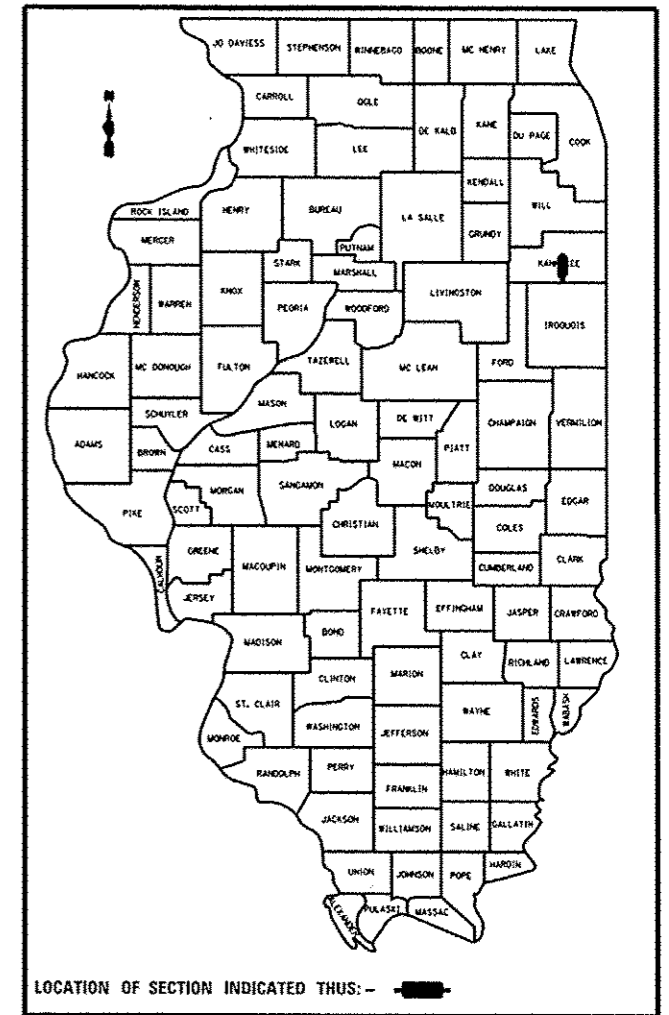 JO DAVIESS STEPHENSON WINNEBAGO BOONE MC HENRY LAKE
CARROLL OGLE DE KALB KANE DU PAGE COOK
WHITESIDE LEE
KENDALL WILL
ROCK ISLAND HENRY BUREAU LA SALLE GRUNDY
MERCER PUTNAM
STARK MARSHALL KANKAKEE
HENDERSON WARREN KNOX PEORIA WOODFORD LIVINGSTON IROQUOIS
HANCOCK MC DONOUGH FULTON TAZEWELL MC LEAN FORD
SCHUYLER MASON LOGAN DE WITT CHAMPAIGN VERMILION
ADAMS BROWN CASS MENARD MACON PIATT
PIKE SCOTT MORGAN SANGAMON CHRISTIAN MOULTRIE DOUGLAS EDGAR
COLES
CALHOUN GREENE MACOUPIN MONTGOMERY SHELBY CUMBERLAND CLARK
JERSEY FAYETTE EFFINGHAM JASPER CRAWFORD
MADISON BOND
CLAY RICHLAND LAWRENCE
CLINTON MARION
ST. CLAIR WAYNE EDWARDS WABASH
WASHINGTON JEFFERSON
MONROE
RANDOLPH PERRY HAMILTON WHITE
FRANKLIN
JACKSON WILLIAMSON SALINE GALLATIN
UNION JOHNSON POPE HARDIN
ALEXANDER PULASKI MASSAC
LOCATION OF SECTION INDICATED THUS: -